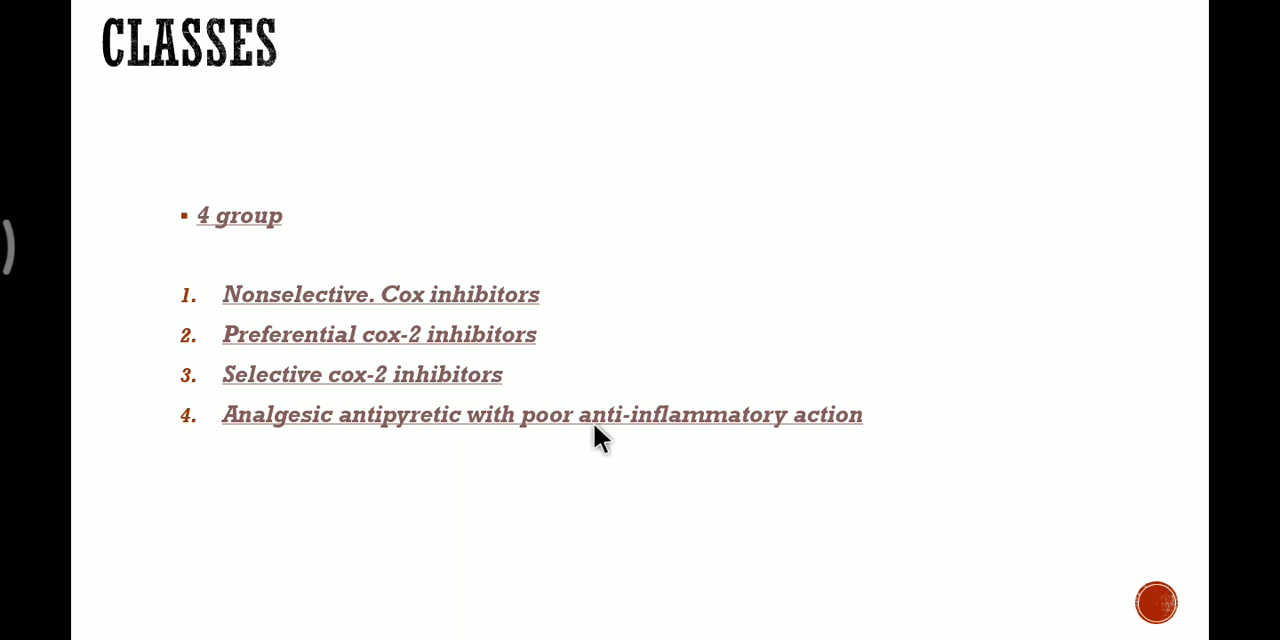 CLASSES
▪ 4 group
1. Nonselective. Cox inhibitors
2. Preferential cox-2 inhibitors
3. Selective cox-2 inhibitors
4. Analgesic antipyretic with poor anti-inflammatory action